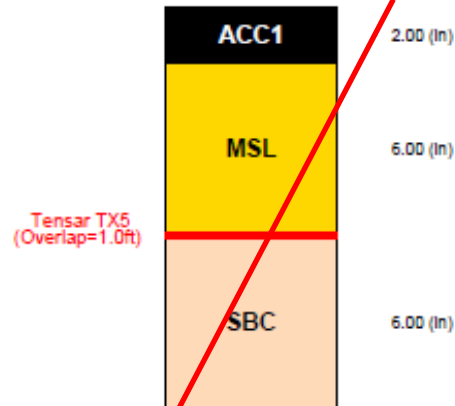 ACC1 2.00 (in)
MSL 6.00 (in)
Tensar TX5
(Overlap=1.0ft)
SBC 6.00 (in)